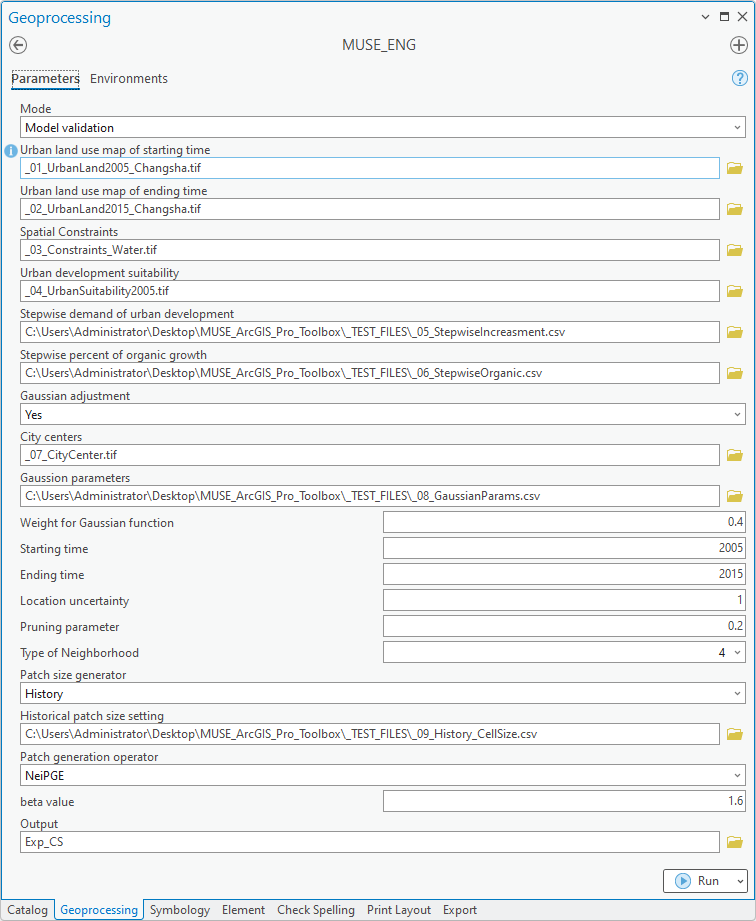 Geoprocessing
MUSE_ENG
Parameters Environments
Mode
Model validation
Urban land use map of starting time
_01_UrbanLand2005_Changsha.tif
Urban land use map of ending time
_02_UrbanLand2015_Changsha.tif
Spatial Constraints
_03_Constraints_Water.tif
Urban development suitability
_04_UrbanSuitability2005.tif
Stepwise demand of urban development
C:\Users\Administrator\Desktop\MUSE_ArcGIS_Pro_Toolbox\_TEST_FILES\_05_StepwiseIncreasment.csv
Stepwise percent of organic growth
C:\Users\Administrator\Desktop\MUSE_ArcGIS_Pro_Toolbox\_TEST_FILES\_06_StepwiseOrganic.csv
Gaussian adjustment
Yes
City centers
_07_CityCenter.tif
Gaussion parameters
C:\Users\Administrator\Desktop\MUSE_ArcGIS_Pro_Toolbox\_TEST_FILES\_08_GaussianParams.csv
Weight for Gaussian function 0.4
Starting time 2005
Ending time 2015
Location uncertainty 1
Pruning parameter 0.2
Type of Neighborhood 4
Patch size generator
History
Historical patch size setting
C:\Users\Administrator\Desktop\MUSE_ArcGIS_Pro_Toolbox\_TEST_FILES\_09_History_CellSize.csv
Patch generation operator
NeiPGE
beta value 1.6
Output
Exp_CS
Run
Catalog Geoprocessing Symbology Element Check Spelling Print Layout Export